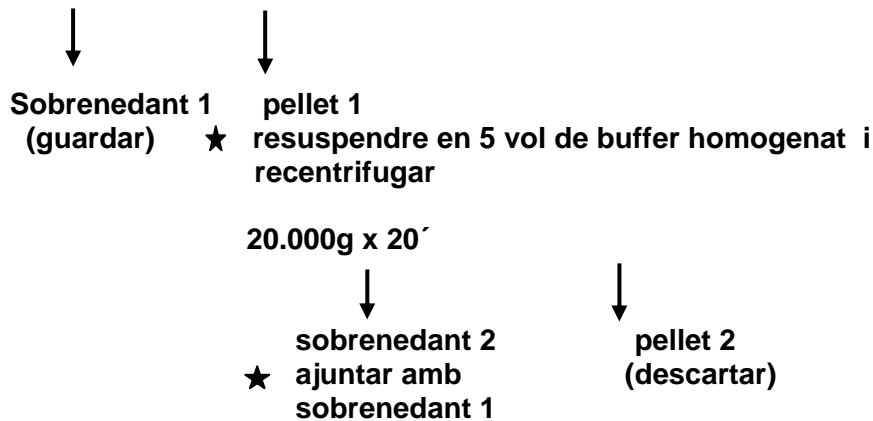 Sobrenedant 1 pellet 1
(guardar) ★ resuspendre en 5 vol de buffer homogenat i
recentrifugar
20.000g x 20´
sobrenedant 2 pellet 2
★ ajuntar amb (descartar)
sobrenedant 1